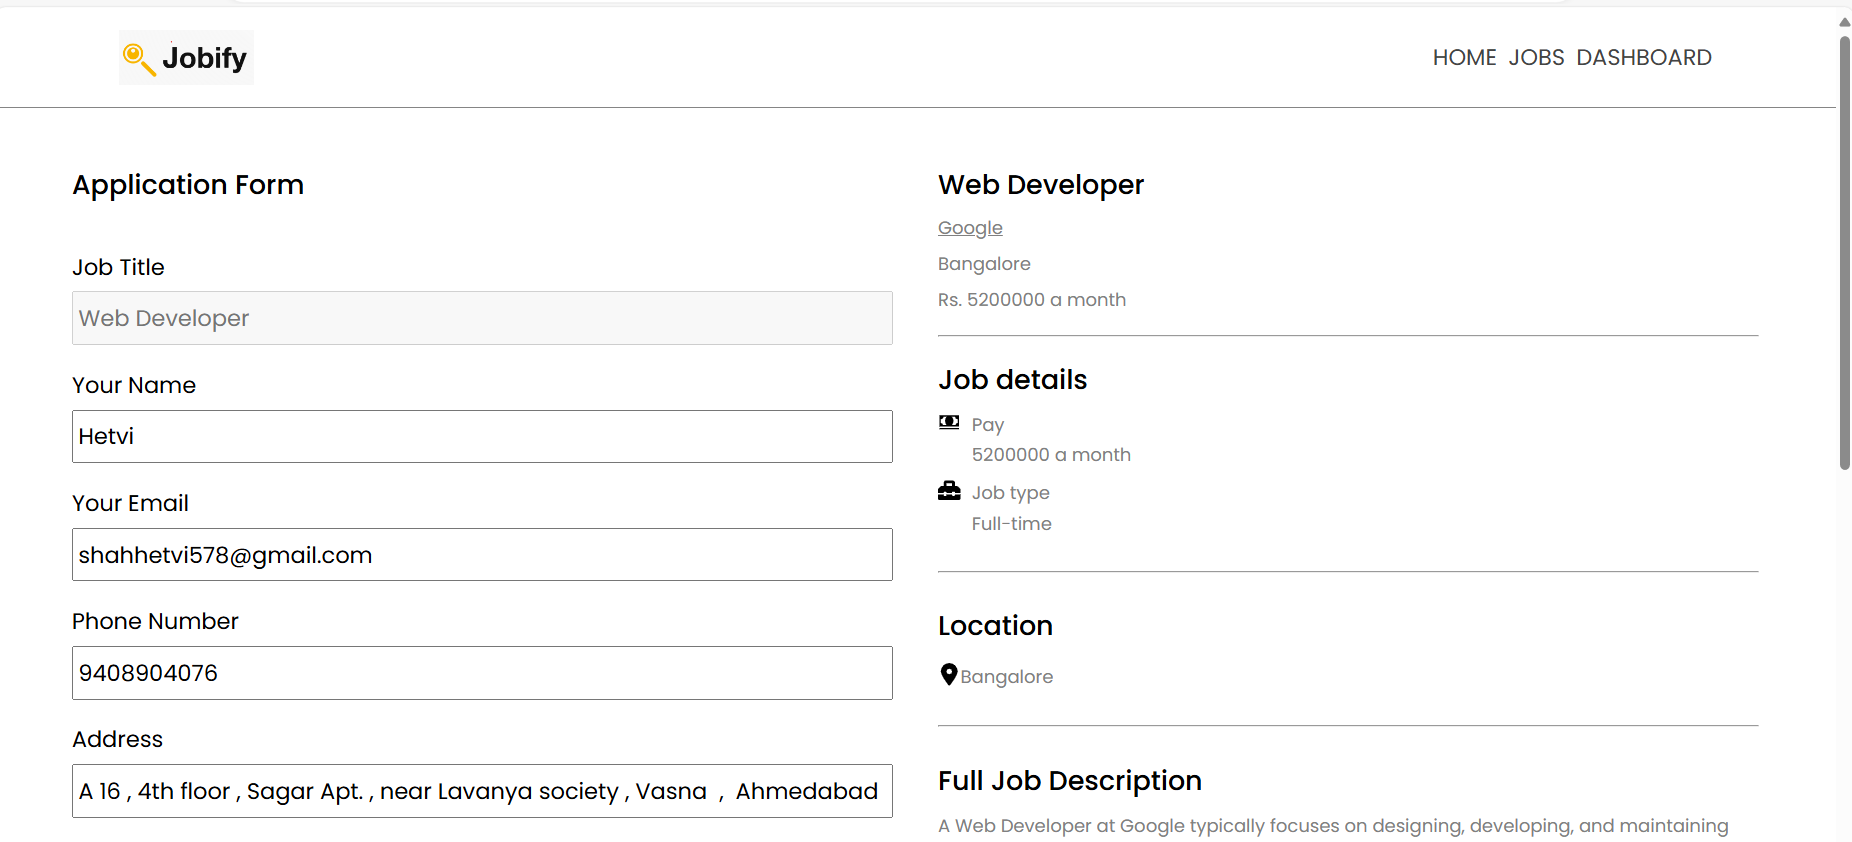 Jobify
HOME JOBS DASHBOARD
Application Form
Job Title
Web Developer
Your Name
Hetvi
Your Email
shahhetvi578@gmail.com
Phone Number
9408904076
Address
A 16 , 4th floor , Sagar Apt. , near Lavanya society , Vasna  ,  Ahmedabad
Web Developer
Google
Bangalore
Rs. 5200000 a month
Job details
Pay
5200000 a month
Job type
Full-time
Location
Bangalore
Full Job Description
A Web Developer at Google typically focuses on designing, developing, and maintaining